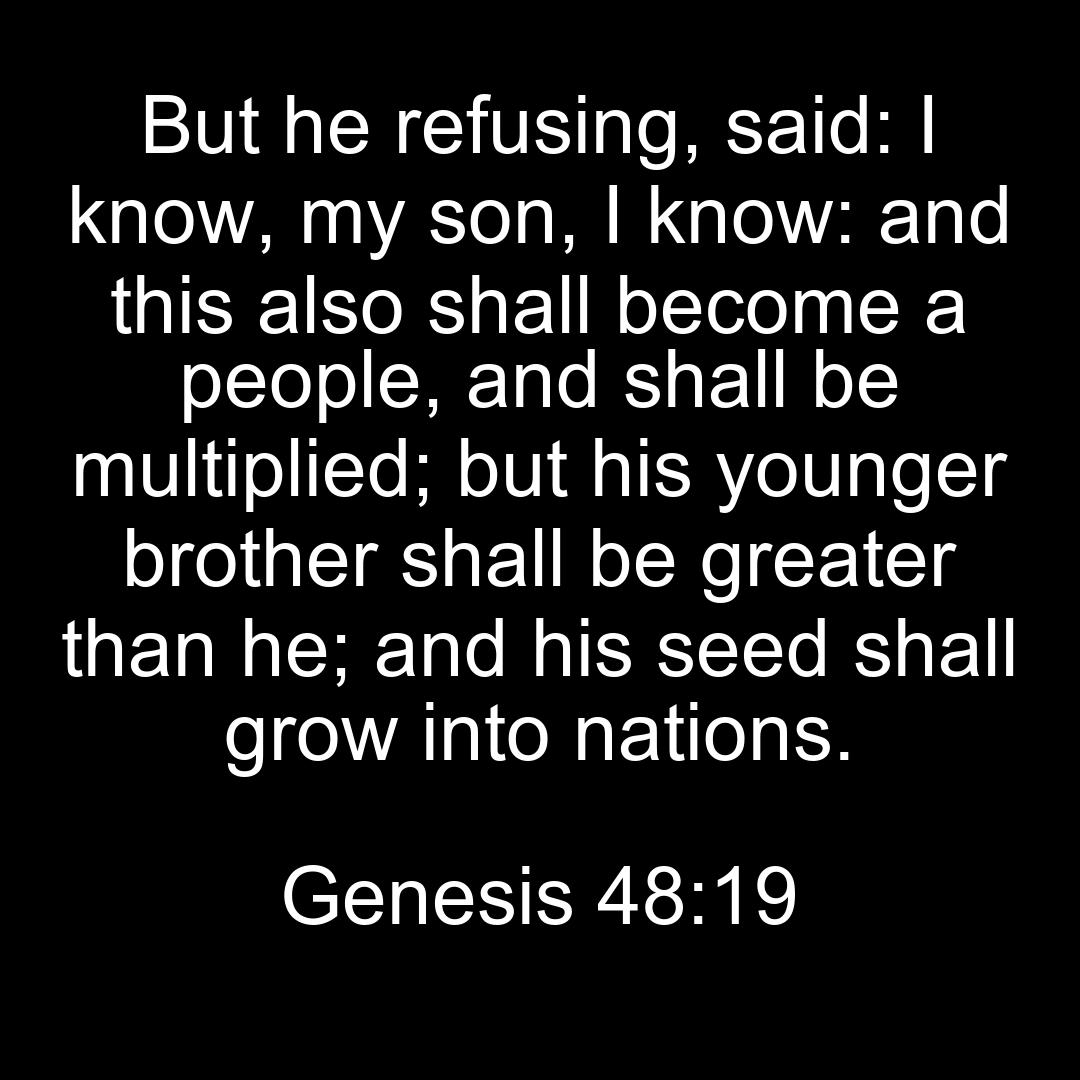 But he refusing, said: I
know, my son, I know: and
this also shall become a
people, and shall be
multiplied; but his younger
brother shall be greater
than he; and his seed shall
grow into nations.
Genesis 48:19